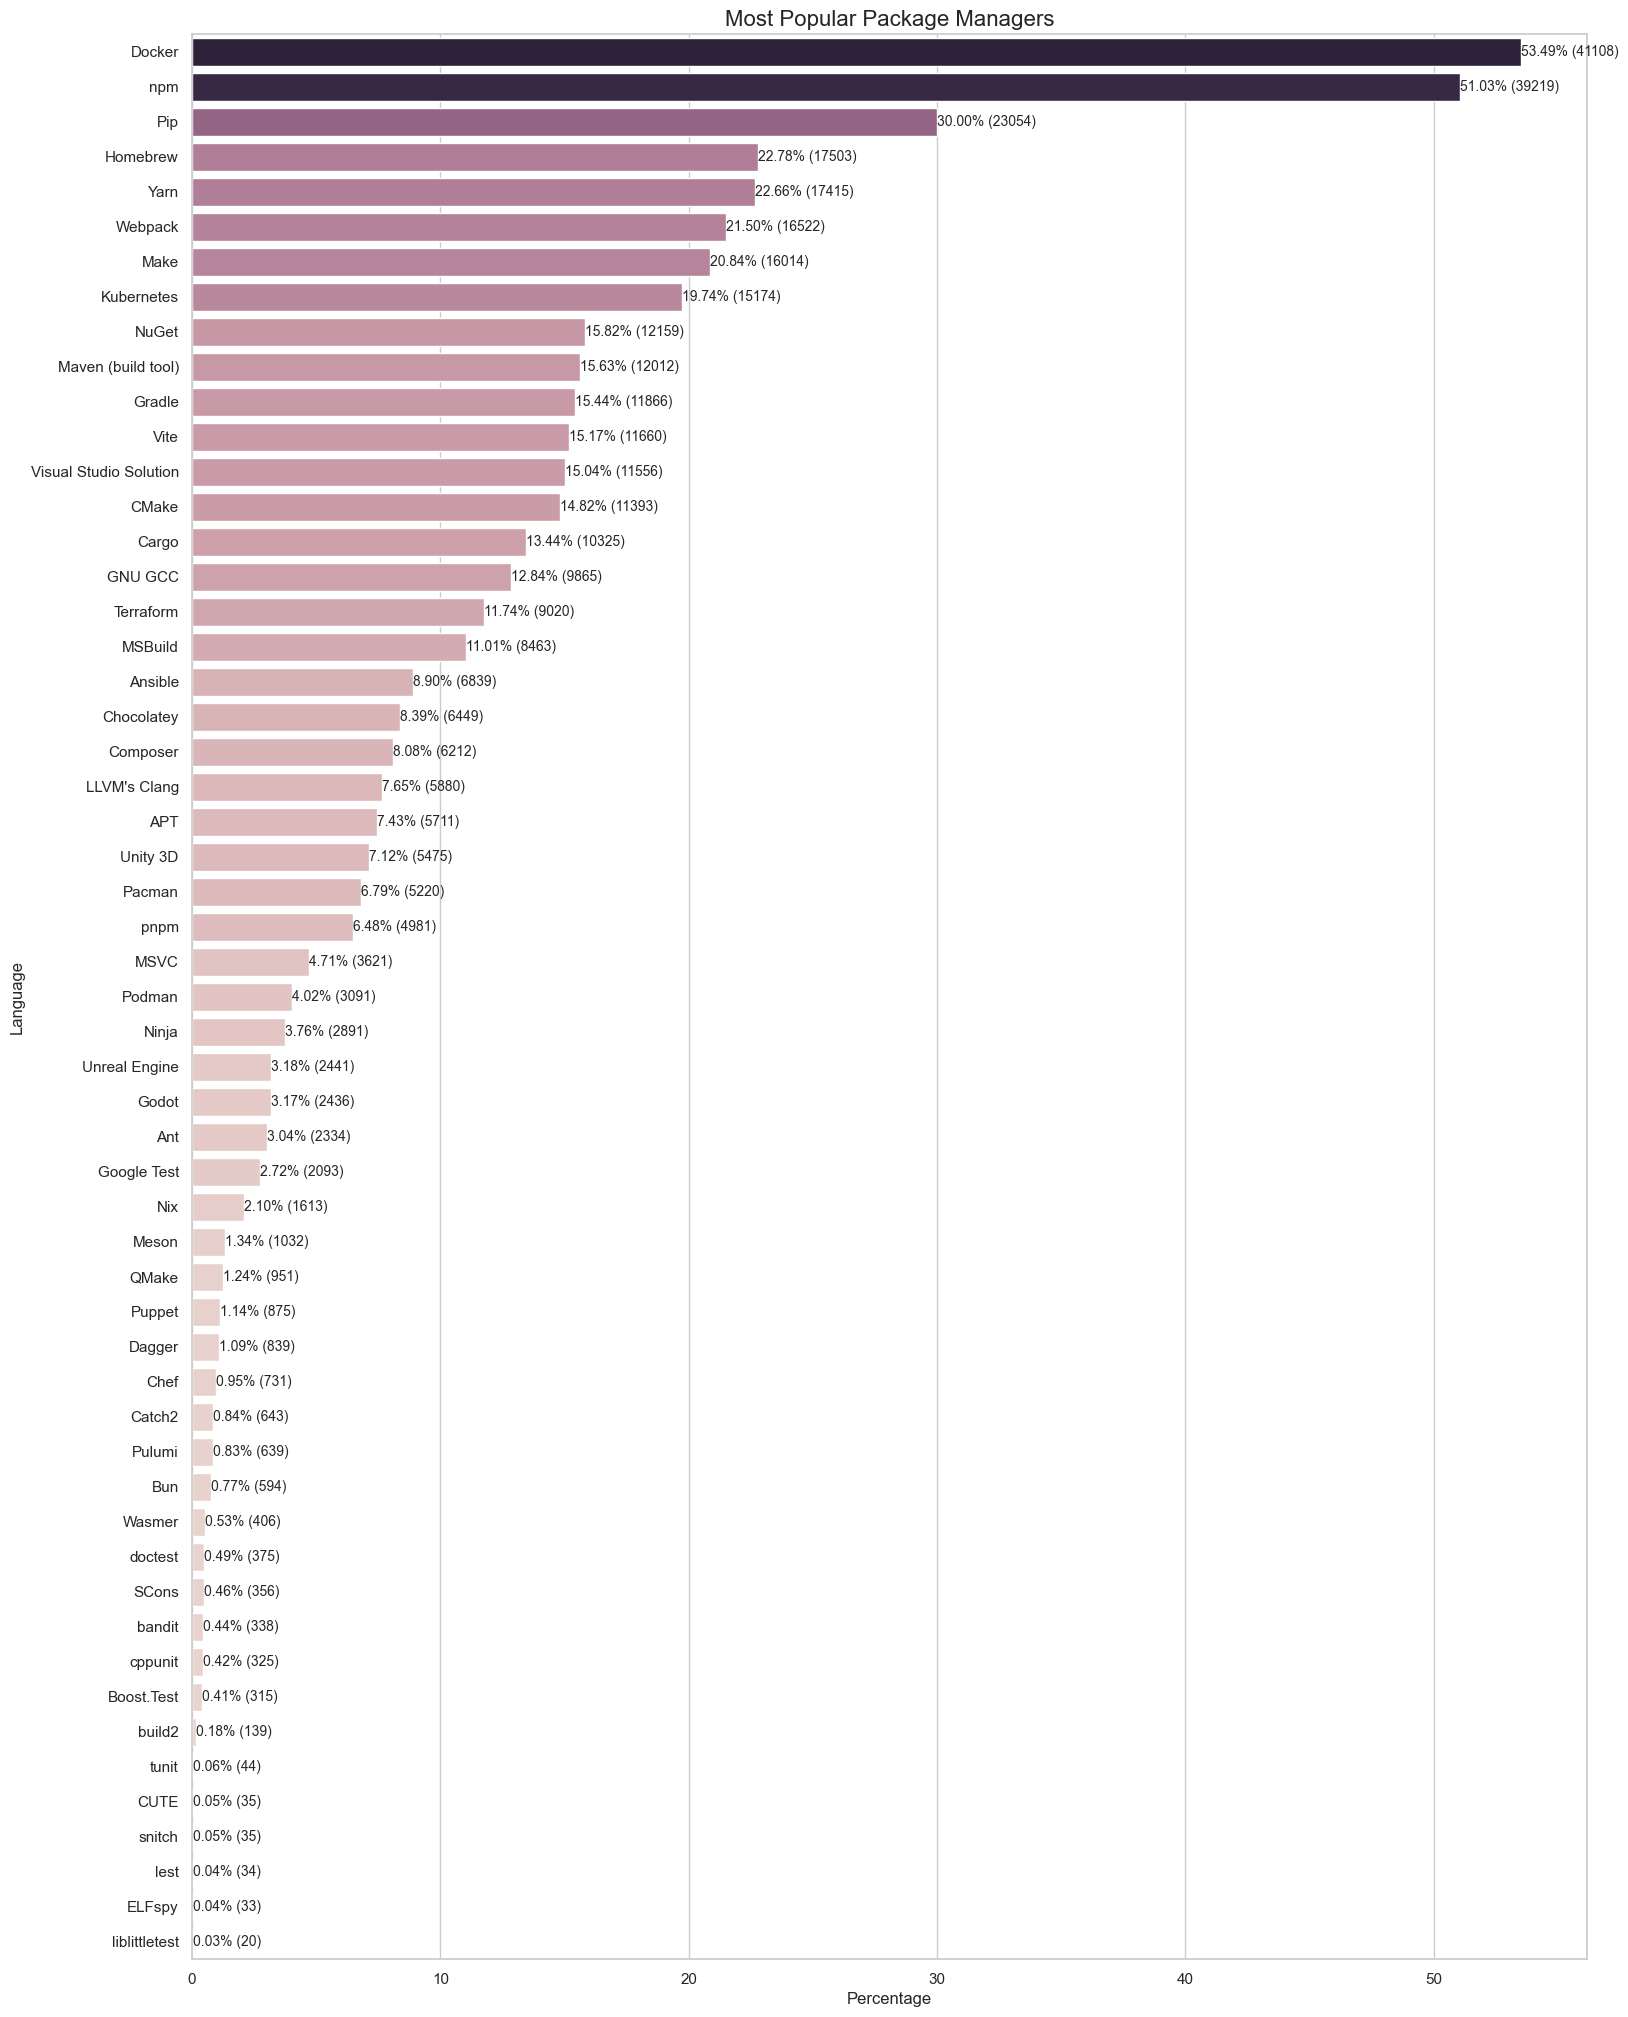 Most Popular Package Managers
Docker 53.49% (41108)
npm 51.03% (39219)
Pip 30.00% (23054)
Homebrew 22.78% (17503)
Yarn 22.66% (17415)
Webpack 21.50% (16522)
Make 20.84% (16014)
Kubernetes 19.74% (15174)
NuGet 15.82% (12159)
Maven (build tool) 15.63% (12012)
Gradle 15.44% (11866)
Vite 15.17% (11660)
Visual Studio Solution 15.04% (11556)
CMake 14.82% (11393)
Cargo 13.44% (10325)
GNU GCC 12.84% (9865)
Terraform 11.74% (9020)
MSBuild 11.01% (8463)
Ansible 8.90% (6839)
Chocolatey 8.39% (6449)
Composer 8.08% (6212)
LLVM's Clang 7.65% (5880)
APT 7.43% (5711)
Unity 3D 7.12% (5475)
Pacman 6.79% (5220)
pnpm 6.48% (4981)
MSVC 4.71% (3621)
Podman 4.02% (3091)
Ninja 3.76% (2891)
Unreal Engine 3.18% (2441)
Godot 3.17% (2436)
Ant 3.04% (2334)
Google Test 2.72% (2093)
Nix 2.10% (1613)
Meson 1.34% (1032)
QMake 1.24% (951)
Puppet 1.14% (875)
Dagger 1.09% (839)
Chef 0.95% (731)
Catch2 0.84% (643)
Pulumi 0.83% (639)
Bun 0.77% (594)
Wasmer 0.53% (406)
doctest 0.49% (375)
SCons 0.46% (356)
bandit 0.44% (338)
cppunit 0.42% (325)
Boost.Test 0.41% (315)
build2 0.18% (139)
tunit 0.06% (44)
CUTE 0.05% (35)
snitch 0.05% (35)
lest 0.04% (34)
ELFspy 0.04% (33)
liblittletest 0.03% (20)
0 10 20 30 40 50
Percentage
Language